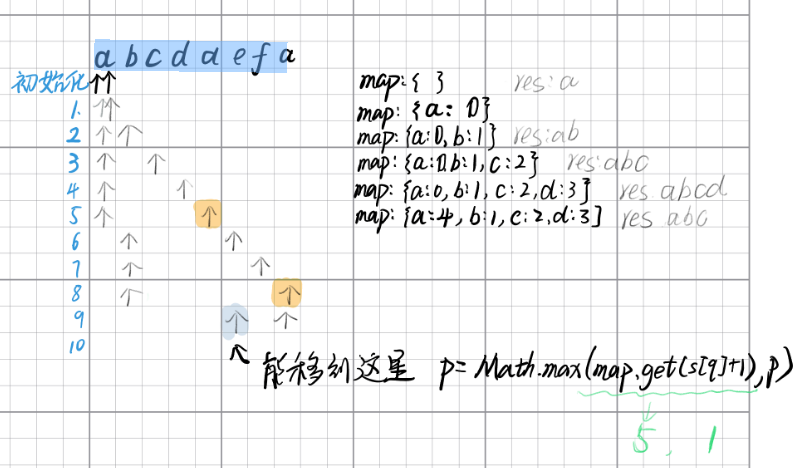 a b c d a e f a
初始化 map: { } res: a
1. map: {a: 0}
2 map: {a:0, b:1} res:ab
3 map: {a:0, b:1, c:2} res:abc
4 map: {a:0, b:1, c:2, d:3] res abcd
5 map: {a:4, b:1, c:2, d:3] res abc
6
7
8
9
10
能移到这里 p= Math.max(map.get(s[q]+1), p)
5, 1